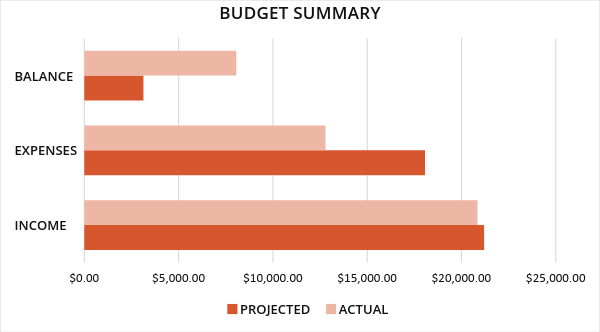 BUDGET SUMMARY
BALANCE
EXPENSES
INCOME
$0.00 $5,000.00 $10,000.00 $15,000.00 $20,000.00 $25,000.00
PROJECTED ACTUAL